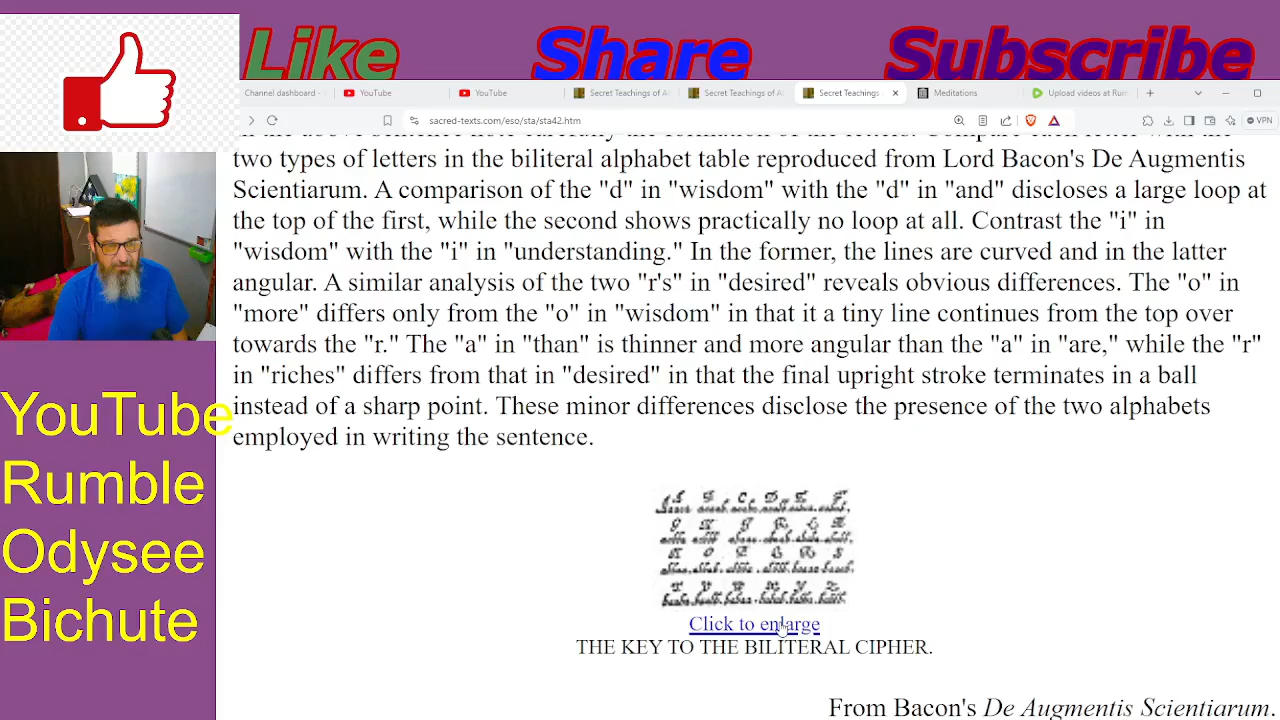 Like Share Subscribe
Channel dashboard - YouTube YouTube Secret Teachings of A Secret Teachings of A Secret Teachings Meditations Upload videos at Rum
sacred-texts.com/eso/sta/sta42.htm VPN
two types of letters in the biliteral alphabet table reproduced from Lord Bacon's De Augmentis
Scientiarum. A comparison of the "d" in "wisdom" with the "d" in "and" discloses a large loop at
the top of the first, while the second shows practically no loop at all. Contrast the "i" in
"wisdom" with the "i" in "understanding." In the former, the lines are curved and in the latter
angular. A similar analysis of the two "r's" in "desired" reveals obvious differences. The "o" in
"more" differs only from the "o" in "wisdom" in that it a tiny line continues from the top over
towards the "r." The "a" in "than" is thinner and more angular than the "a" in "are," while the "r"
in "riches" differs from that in "desired" in that the final upright stroke terminates in a ball
instead of a sharp point. These minor differences disclose the presence of the two alphabets
employed in writing the sentence.
Click to enlarge
THE KEY TO THE BILITERAL CIPHER.
From Bacon's De Augmentis Scientiarum.
YouTube
Rumble
Odysee
Bichute